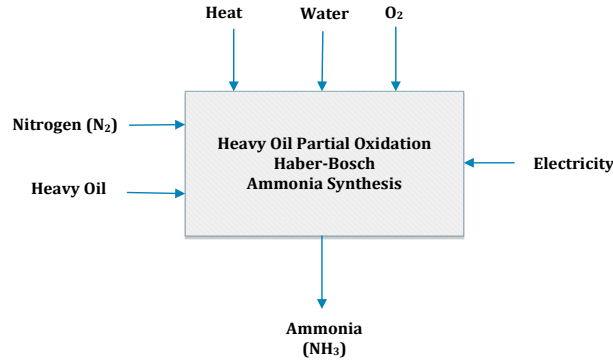 Heat
Water
O₂
Nitrogen (N₂)
Heavy Oil Partial Oxidation
Haber-Bosch
Ammonia Synthesis
Electricity
Heavy Oil
Ammonia
(NH₃)